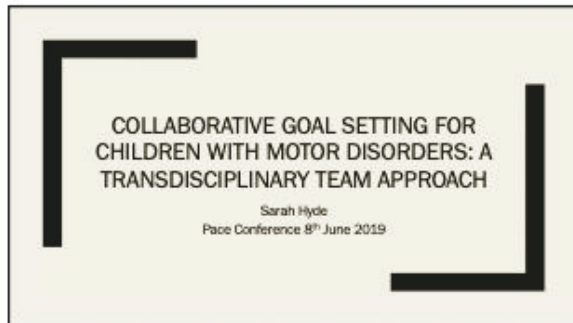 COLLABORATIVE GOAL SETTING FOR
CHILDREN WITH MOTOR DISORDERS: A
TRANSDISCIPLINARY TEAM APPROACH
Sarah Hyde
Pace Conference 8th June 2019